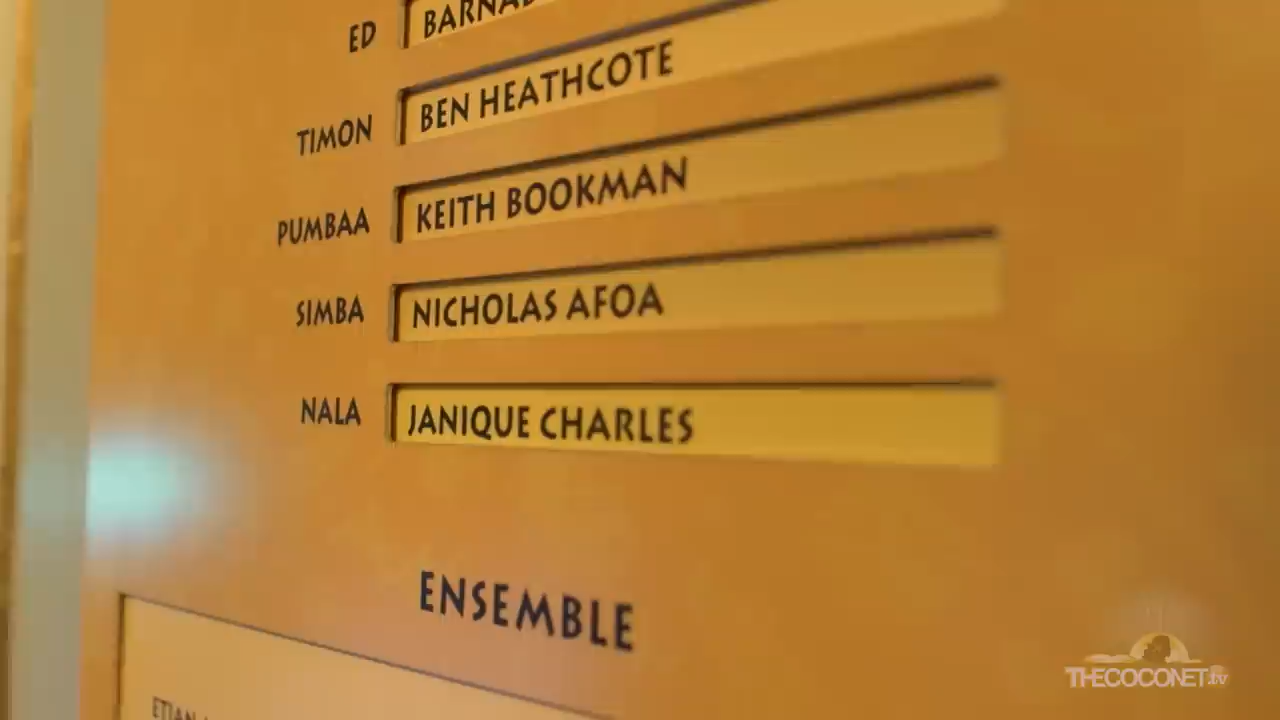 ED
TIMON BEN HEATHCOTE
PUMBAA KEITH BOOKMAN
SIMBA NICHOLAS AFOA
NALA JANIQUE CHARLES
ENSEMBLE
THECOCONET.tv